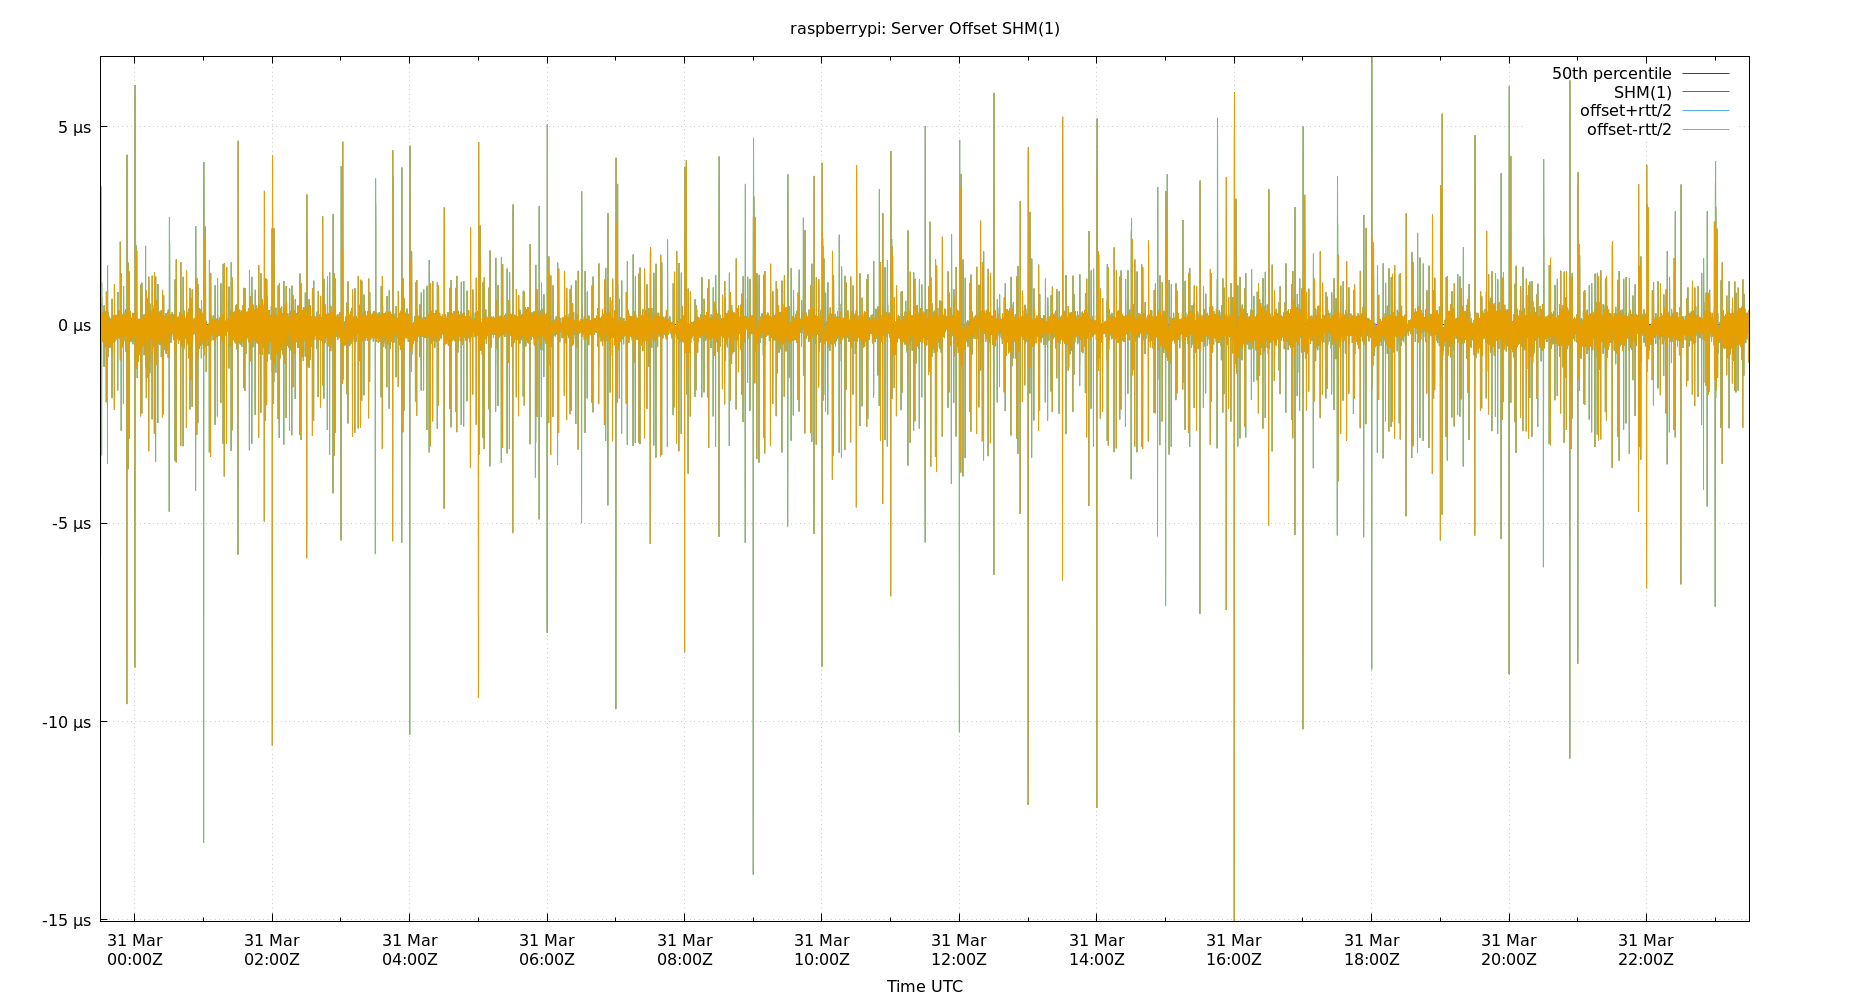 raspberrypi: Server Offset SHM(1)
50th percentile
SHM(1)
offset+rtt/2
offset-rtt/2
5 µs
0 µs
-5 µs
-10 µs
-15 µs
31 Mar 31 Mar 31 Mar 31 Mar 31 Mar 31 Mar 31 Mar 31 Mar 31 Mar 31 Mar 31 Mar 31 Mar
00:00Z 02:00Z 04:00Z 06:00Z 08:00Z 10:00Z 12:00Z 14:00Z 16:00Z 18:00Z 20:00Z 22:00Z
Time UTC